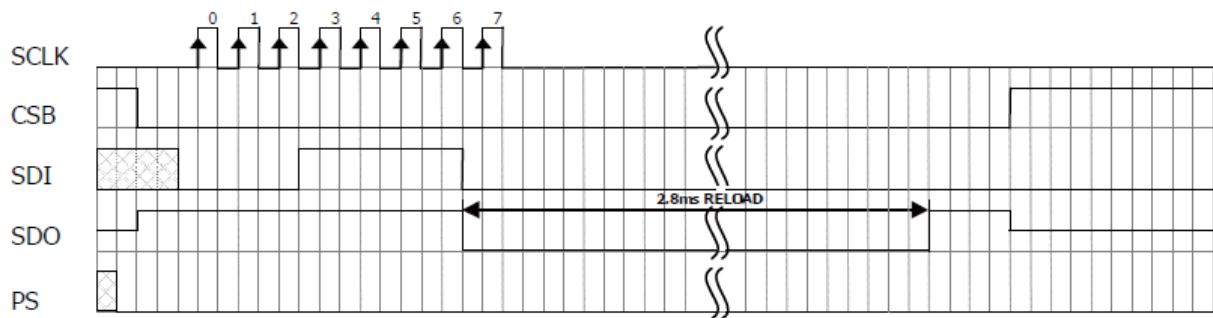 0 1 2 3 4 5 6 7
SCLK
CSB
SDI
2.8ms RELOAD
SDO
PS